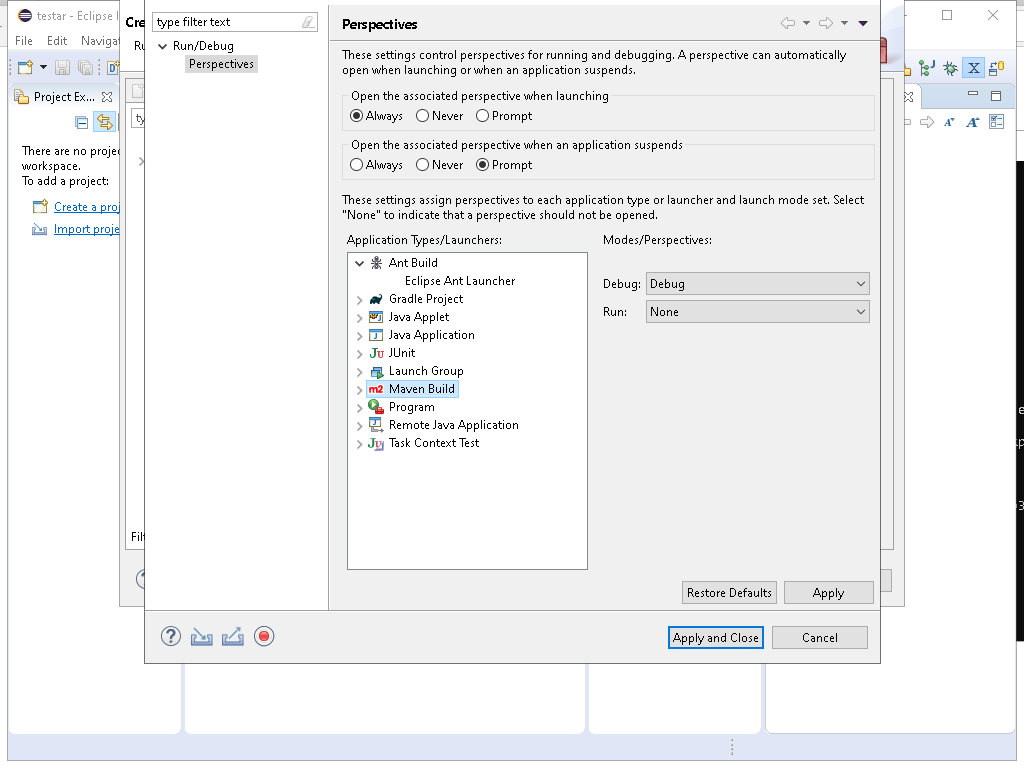 testar - Eclipse I
File Edit Navigat
Project Ex...
There are no proje
workspace.
To add a project:
Create a proj
Import proje
Cre
Ru
ty
Filt
type filter text
Run/Debug
Perspectives
Perspectives
These settings control perspectives for running and debugging. A perspective can automatically
open when launching or when an application suspends.
Open the associated perspective when launching
Always Never Prompt
Open the associated perspective when an application suspends
Always Never Prompt
These settings assign perspectives to each application type or launcher and launch mode set. Select
"None" to indicate that a perspective should not be opened.
Application Types/Launchers:
Modes/Perspectives:
Ant Build
Eclipse Ant Launcher
Gradle Project
Java Applet
Java Application
JUnit
Launch Group
Maven Build
Program
Remote Java Application
Task Context Test
Debug: Debug
Run: None
Restore Defaults Apply
Apply and Close Cancel